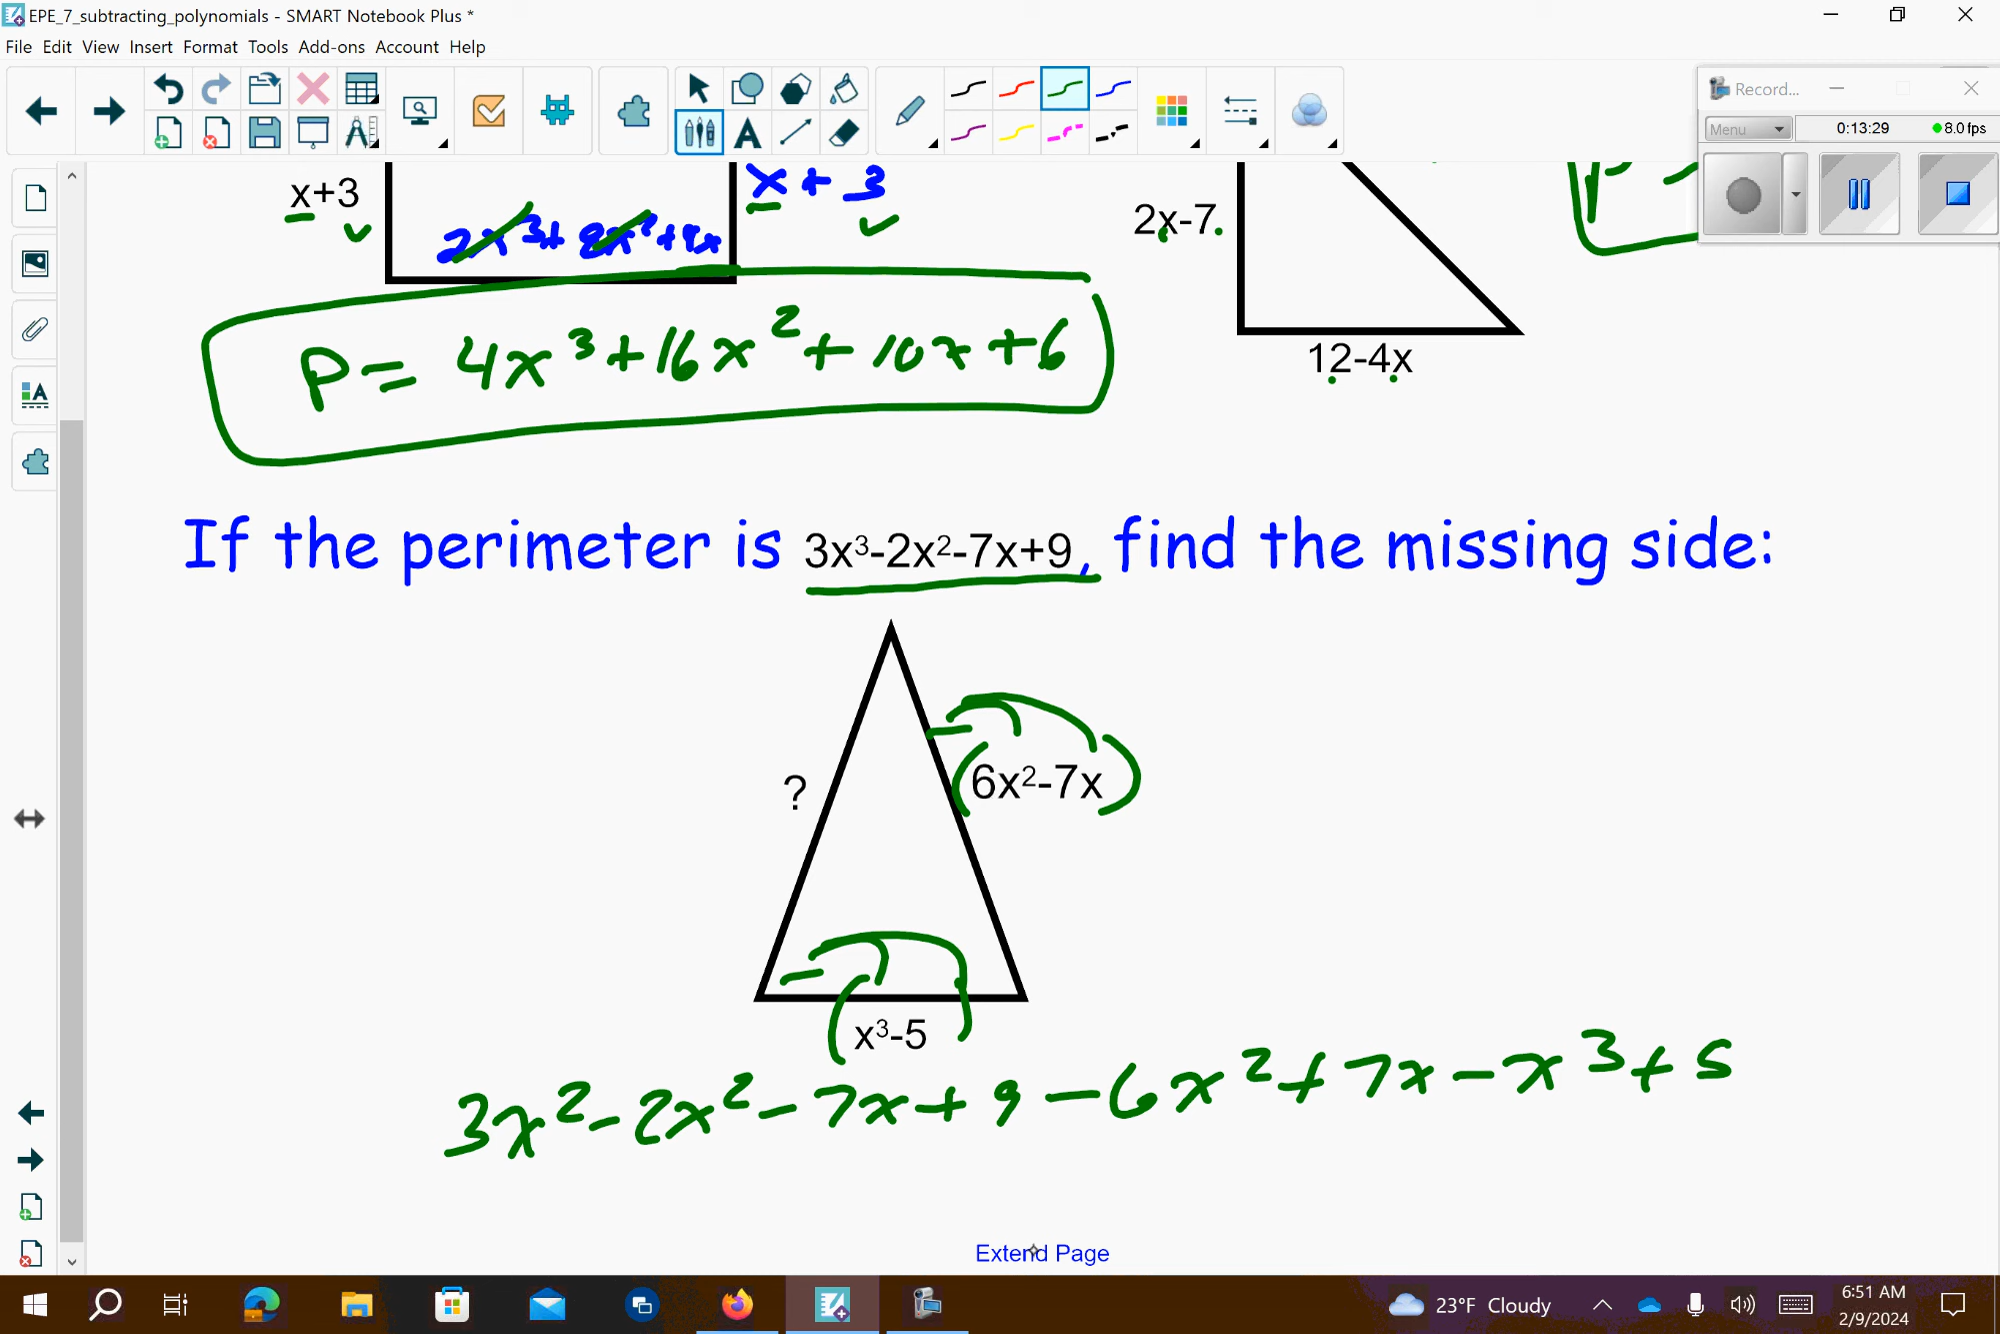 EPE_7_subtracting_polynomials - SMART Notebook Plus *
File Edit View Insert Format Tools Add-ons Account Help
Record...
Menu 0:13:29 8.0 fps
x+3 x + 3
2x³+ 8x²+4x
2x-7
P= 4x³+16x²+10x+6
12-4x
If the perimeter is 3x³-2x²-7x+9, find the missing side:
? -(6x²-7x)
-(x³-5)
3x²-2x²-7x+9-6x²+7x-x³+5
Extend Page
23°F Cloudy
6:51 AM
2/9/2024